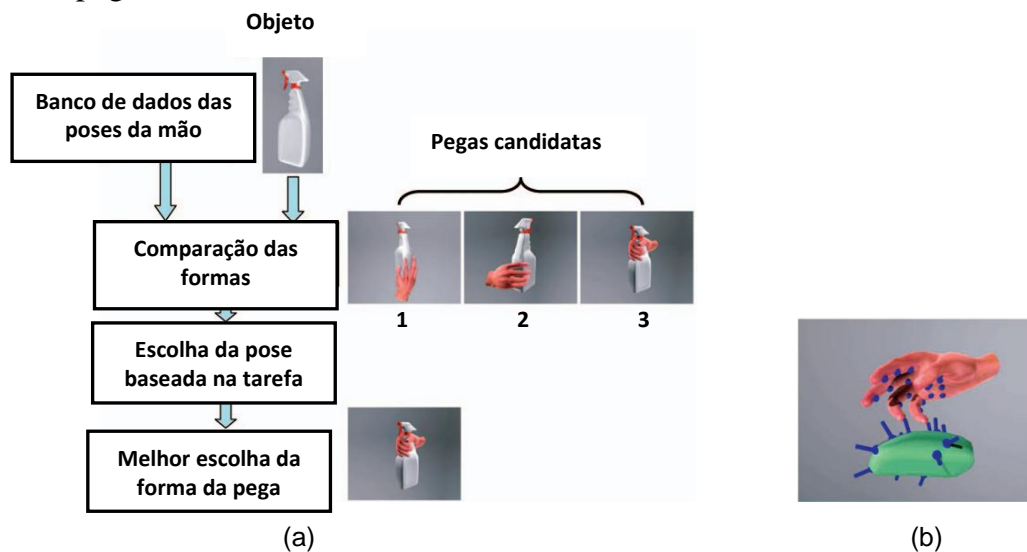 Objeto
Banco de dados das
poses da mão
Pegas candidatas
Comparação das
formas
1 2 3
Escolha da pose
baseada na tarefa
Melhor escolha da
forma da pega
(a) (b)